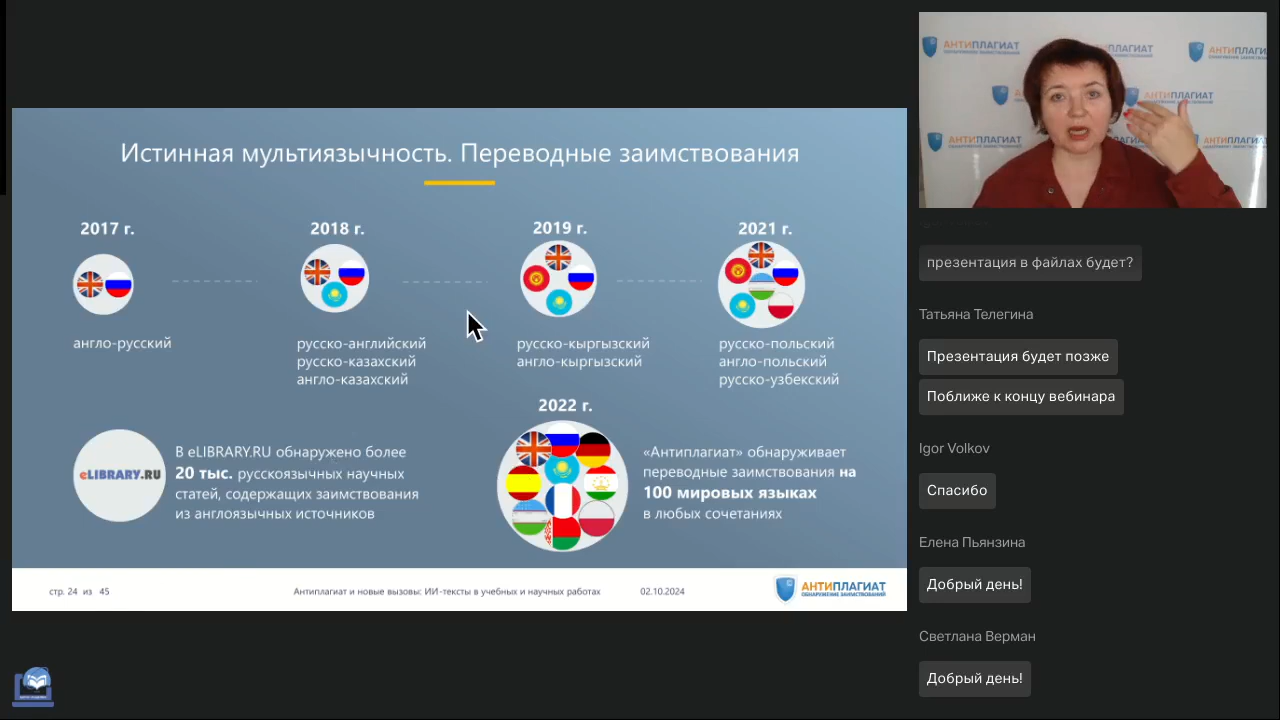 Истинная мультиязычность. Переводные заимствования
2017 г.
2018 г.
2019 г.
2021 г.
англо-русский
русско-английский
русско-казахский
англо-казахский
русско-кыргызский
англо-кыргызский
русско-польский
англо-польский
русско-узбекский
2022 г.
eLIBRARY.RU
В eLIBRARY.RU обнаружено более
20 тыс. русскоязычных научных
статей, содержащих заимствования
из англоязычных источников
«Антиплагиат» обнаруживает
переводные заимствования на
100 мировых языках
в любых сочетаниях
стр. 24 из 45
Антиплагиат и новые вызовы: ИИ-тексты в учебных и научных работах
02.10.2024
АНТИПЛАГИАТ
ОБНАРУЖЕНИЕ ЗАИМСТВОВАНИЙ
АНТИПЛАГИАТ
презентация в файлах будет?
Татьяна Телегина
Презентация будет позже
Поближе к концу вебинара
Igor Volkov
Спасибо
Елена Пьянзина
Добрый день!
Светлана Верман
Добрый день!